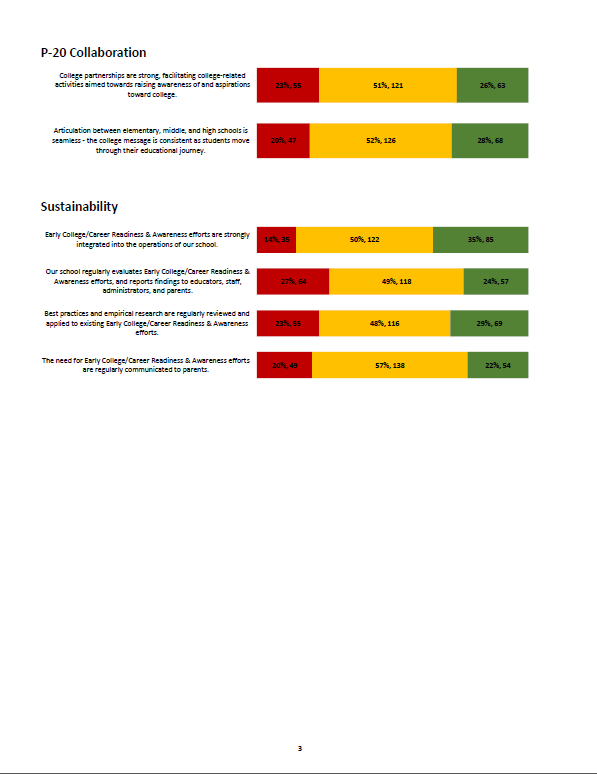 P-20 Collaboration
College partnerships are strong, facilitating college-related
activities aimed towards raising awareness of and aspirations
toward college.
23%, 55
51%, 121
26%, 63
Articulation between elementary, middle, and high schools is
seamless - the college message is consistent as students move
through their educational journey.
20%, 47
52%, 126
28%, 68
Sustainability
Early College/Career Readiness & Awareness efforts are strongly
integrated into the operations of our school.
14%, 35
50%, 122
35%, 85
Our school regularly evaluates Early College/Career Readiness &
Awareness efforts, and reports findings to educators, staff,
administrators, and parents.
27%, 64
49%, 118
24%, 57
Best practices and empirical research are regularly reviewed and
applied to existing Early College/Career Readiness & Awareness
efforts.
23%, 55
48%, 116
29%, 69
The need for Early College/Career Readiness & Awareness efforts
are regularly communicated to parents.
20%, 49
57%, 138
22%, 54
3